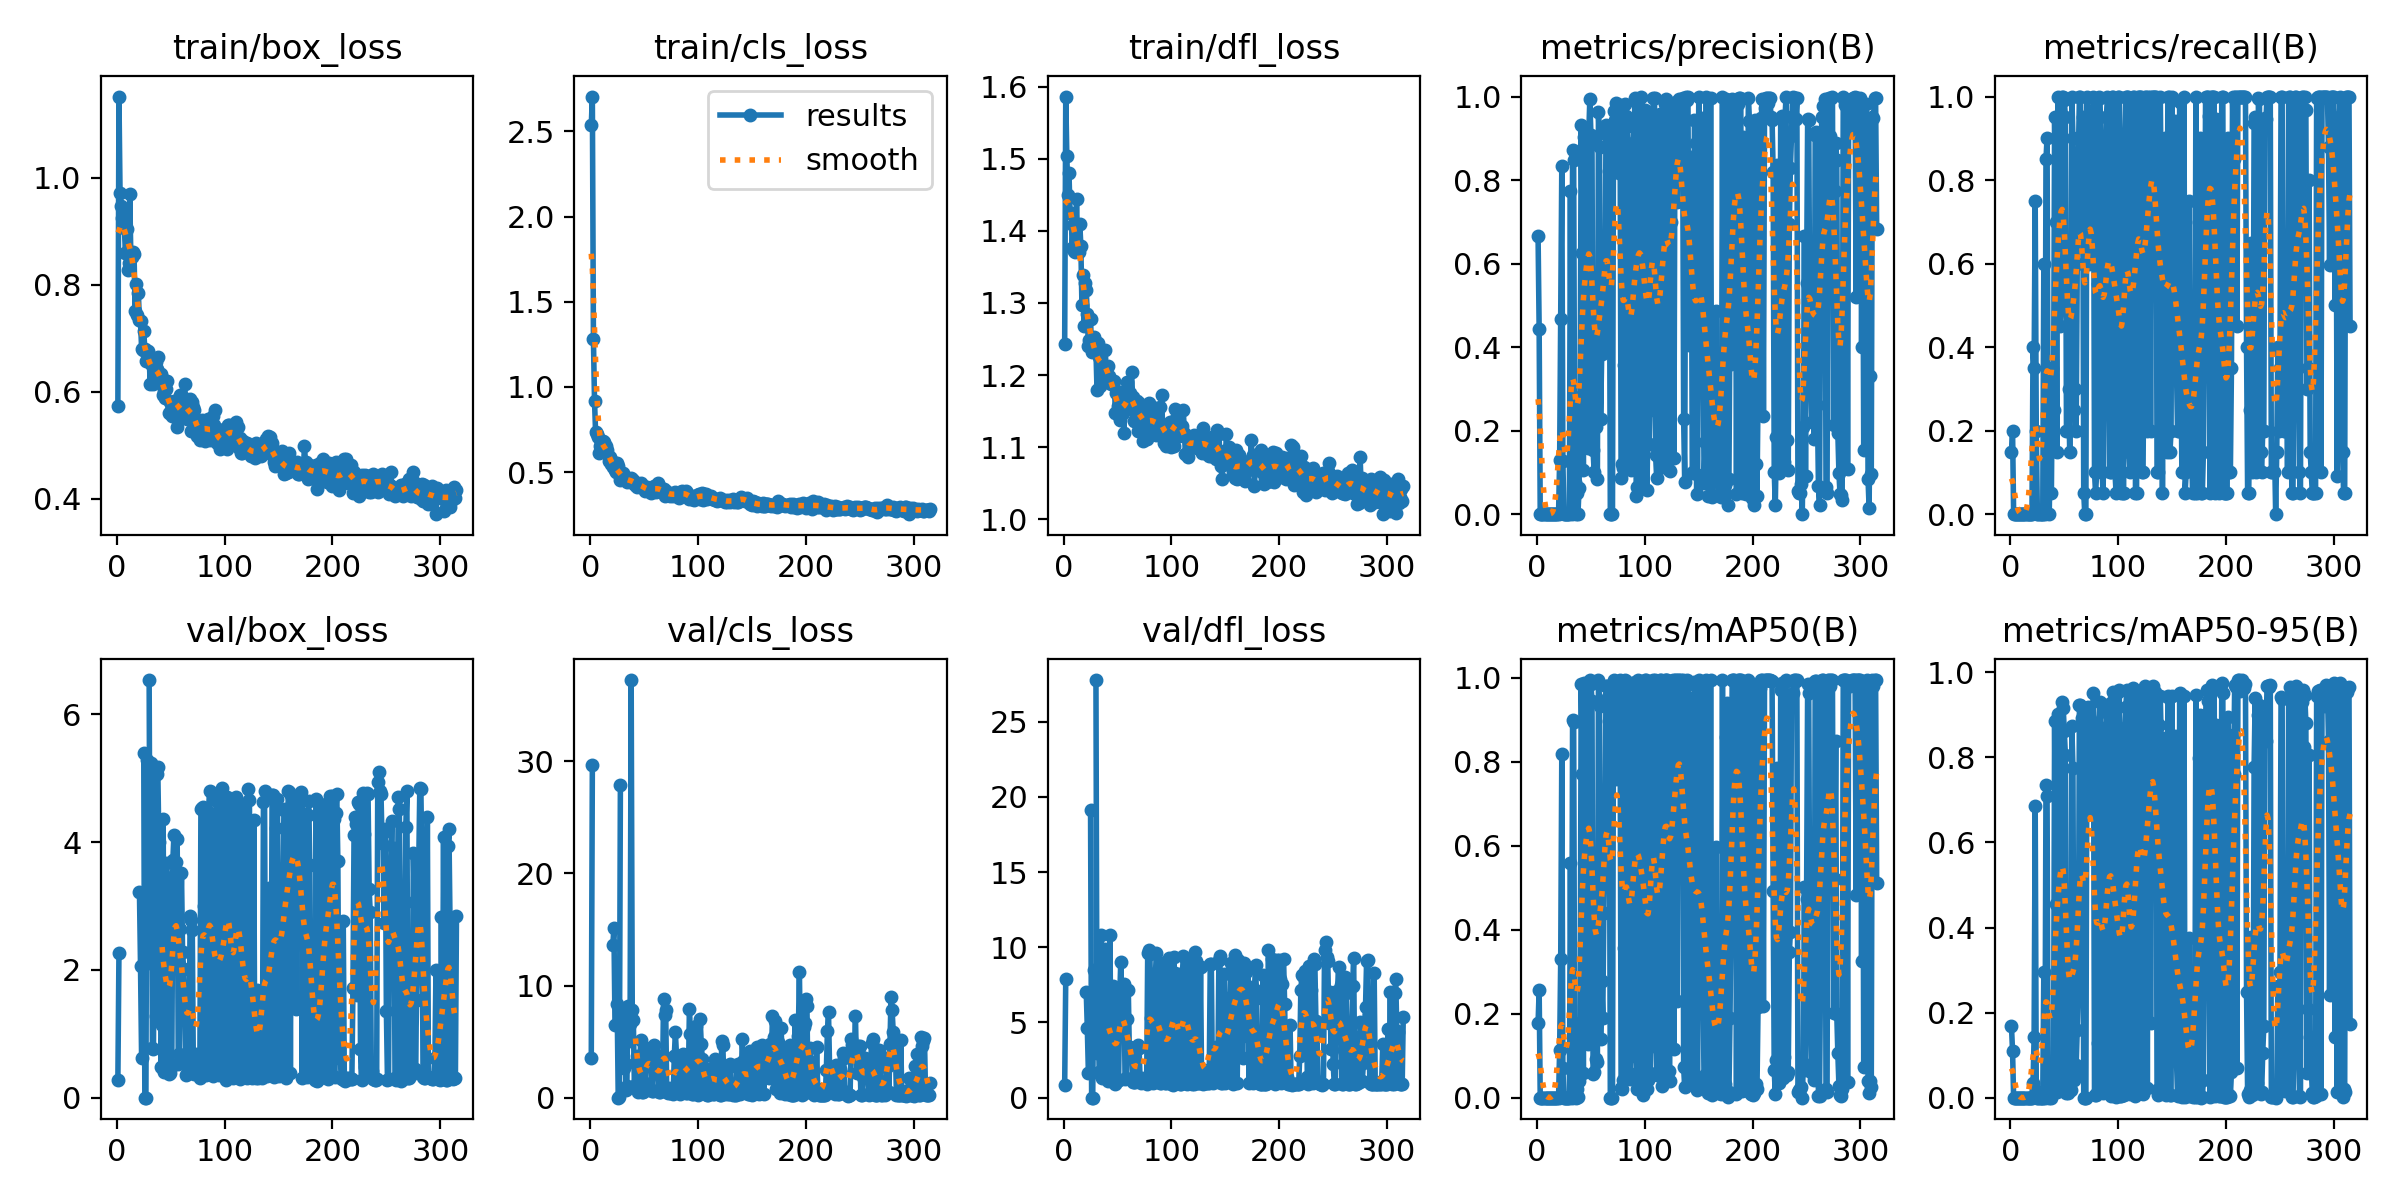 train/box_loss
train/cls_loss
train/dfl_loss
metrics/precision(B)
metrics/recall(B)
1.0
0.8
0.6
0.4
0 100 200 300
results
smooth
2.5
2.0
1.5
1.0
0.5
0 100 200 300
1.6
1.5
1.4
1.3
1.2
1.1
1.0
0 100 200 300
1.0
0.8
0.6
0.4
0.2
0.0
0 100 200 300
1.0
0.8
0.6
0.4
0.2
0.0
0 100 200 300
val/box_loss
val/cls_loss
val/dfl_loss
metrics/mAP50(B)
metrics/mAP50-95(B)
6
4
2
0
0 100 200 300
30
20
10
0
0 100 200 300
25
20
15
10
5
0
0 100 200 300
1.0
0.8
0.6
0.4
0.2
0.0
0 100 200 300
1.0
0.8
0.6
0.4
0.2
0.0
0 100 200 300